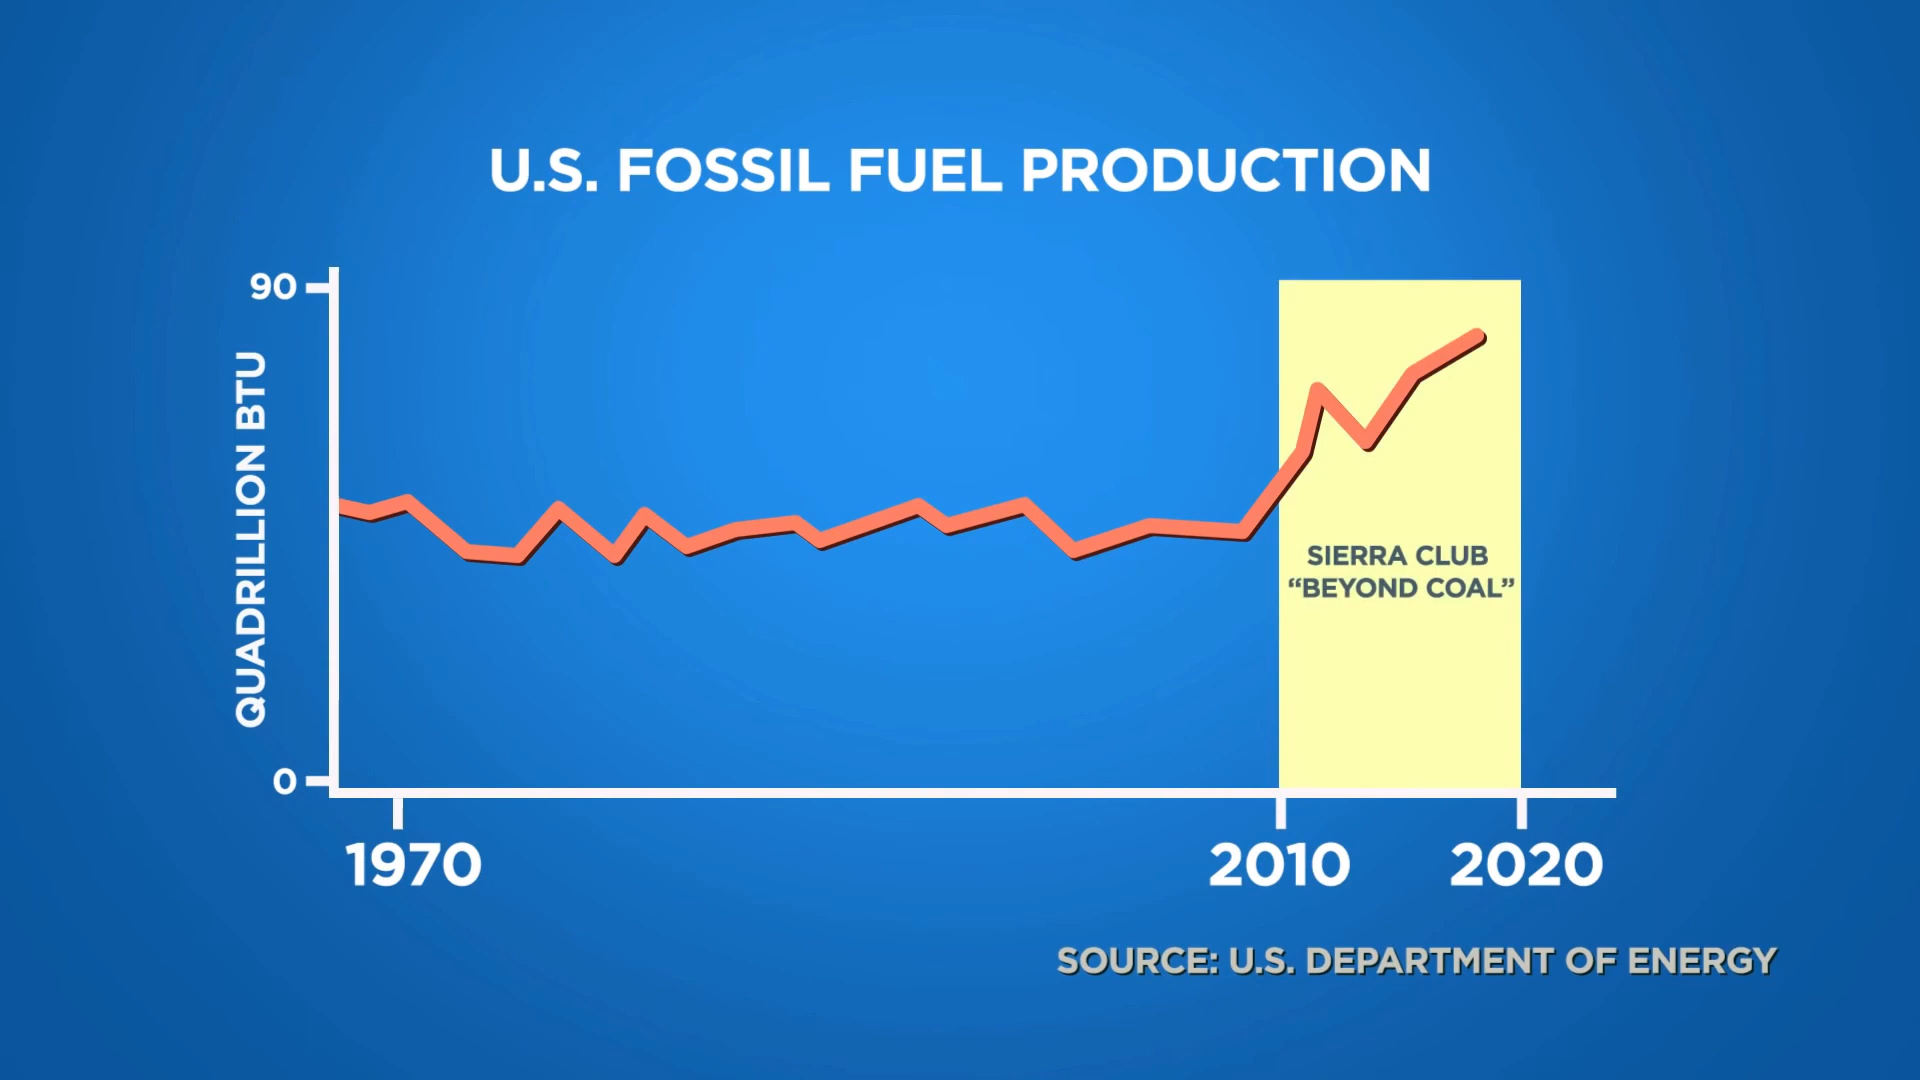 U.S. FOSSIL FUEL PRODUCTION
90
QUADRILLION BTU
0
SIERRA CLUB
“BEYOND COAL”
1970
2010
2020
SOURCE: U.S. DEPARTMENT OF ENERGY